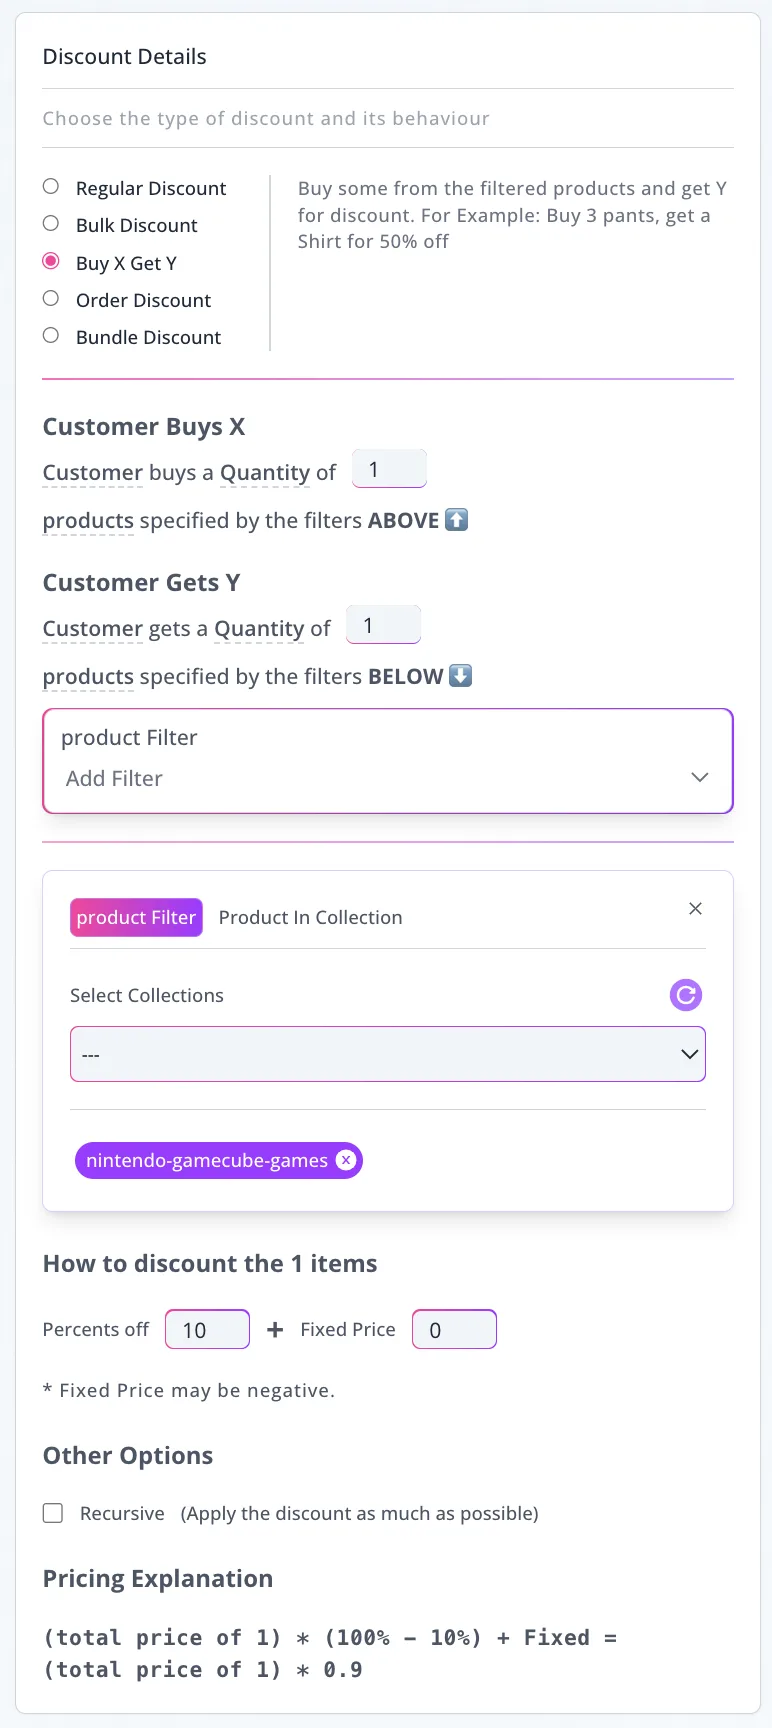 Discount Details
Choose the type of discount and its behaviour
Regular Discount
Bulk Discount
Buy X Get Y
Order Discount
Bundle Discount
Buy some from the filtered products and get Y
for discount. For Example: Buy 3 pants, get a
Shirt for 50% off
Customer Buys X
Customer buys a Quantity of 1
products specified by the filters ABOVE ⬆️
Customer Gets Y
Customer gets a Quantity of 1
products specified by the filters BELOW ⬇️
product Filter
Add Filter
product Filter Product In Collection
Select Collections
---
nintendo-gamecube-games
How to discount the 1 items
Percents off 10 + Fixed Price 0
* Fixed Price may be negative.
Other Options
Recursive (Apply the discount as much as possible)
Pricing Explanation
(total price of 1) * (100% − 10%) + Fixed =
(total price of 1) * 0.9